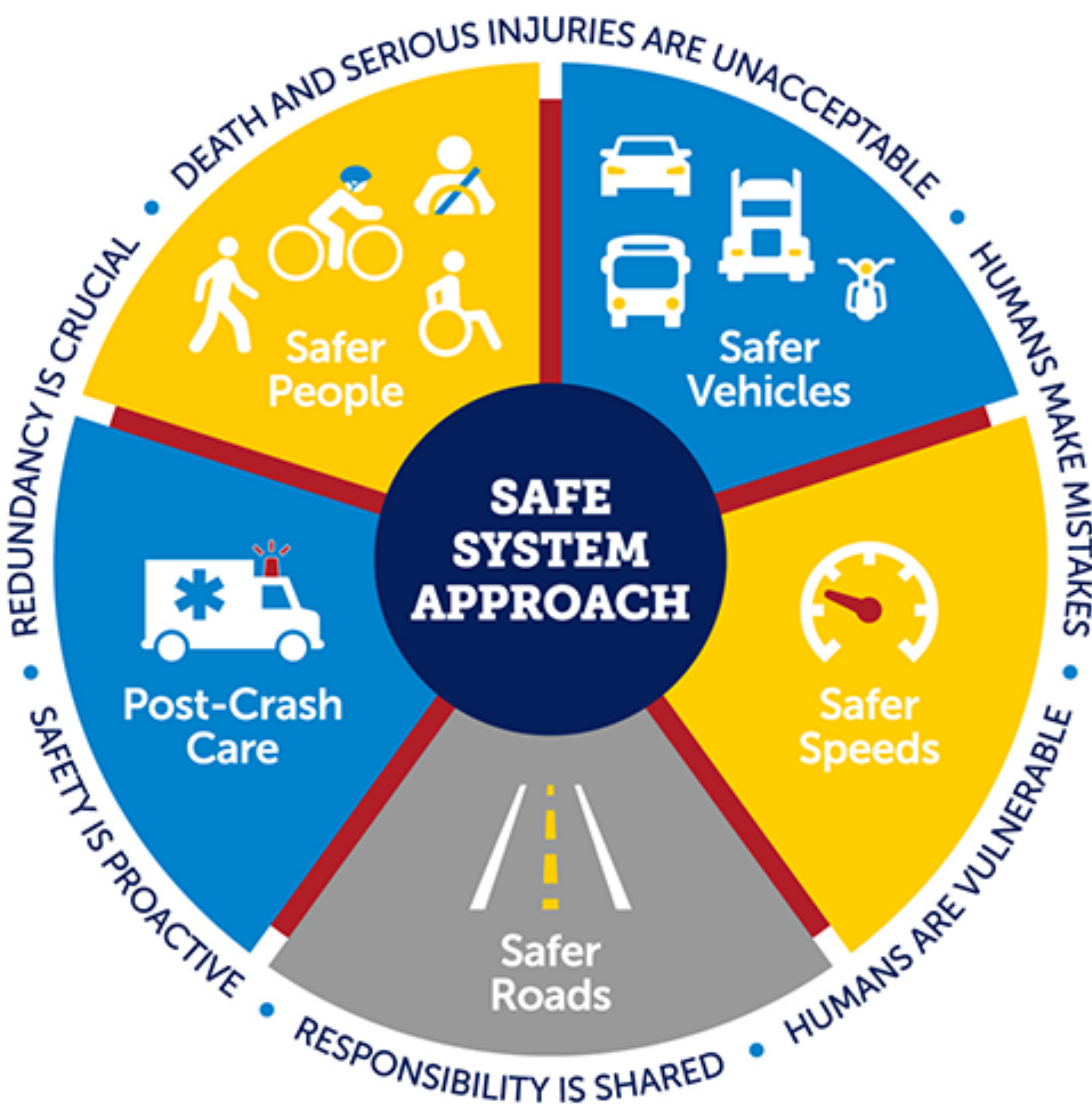 DEATH AND SERIOUS INJURIES ARE UNACCEPTABLE
HUMANS MAKE MISTAKES
HUMANS ARE VULNERABLE
RESPONSIBILITY IS SHARED
SAFETY IS PROACTIVE
REDUNDANCY IS CRUCIAL
Safer
People
Safer
Vehicles
SAFE
SYSTEM
APPROACH
Post-Crash
Care
Safer
Speeds
Safer
Roads